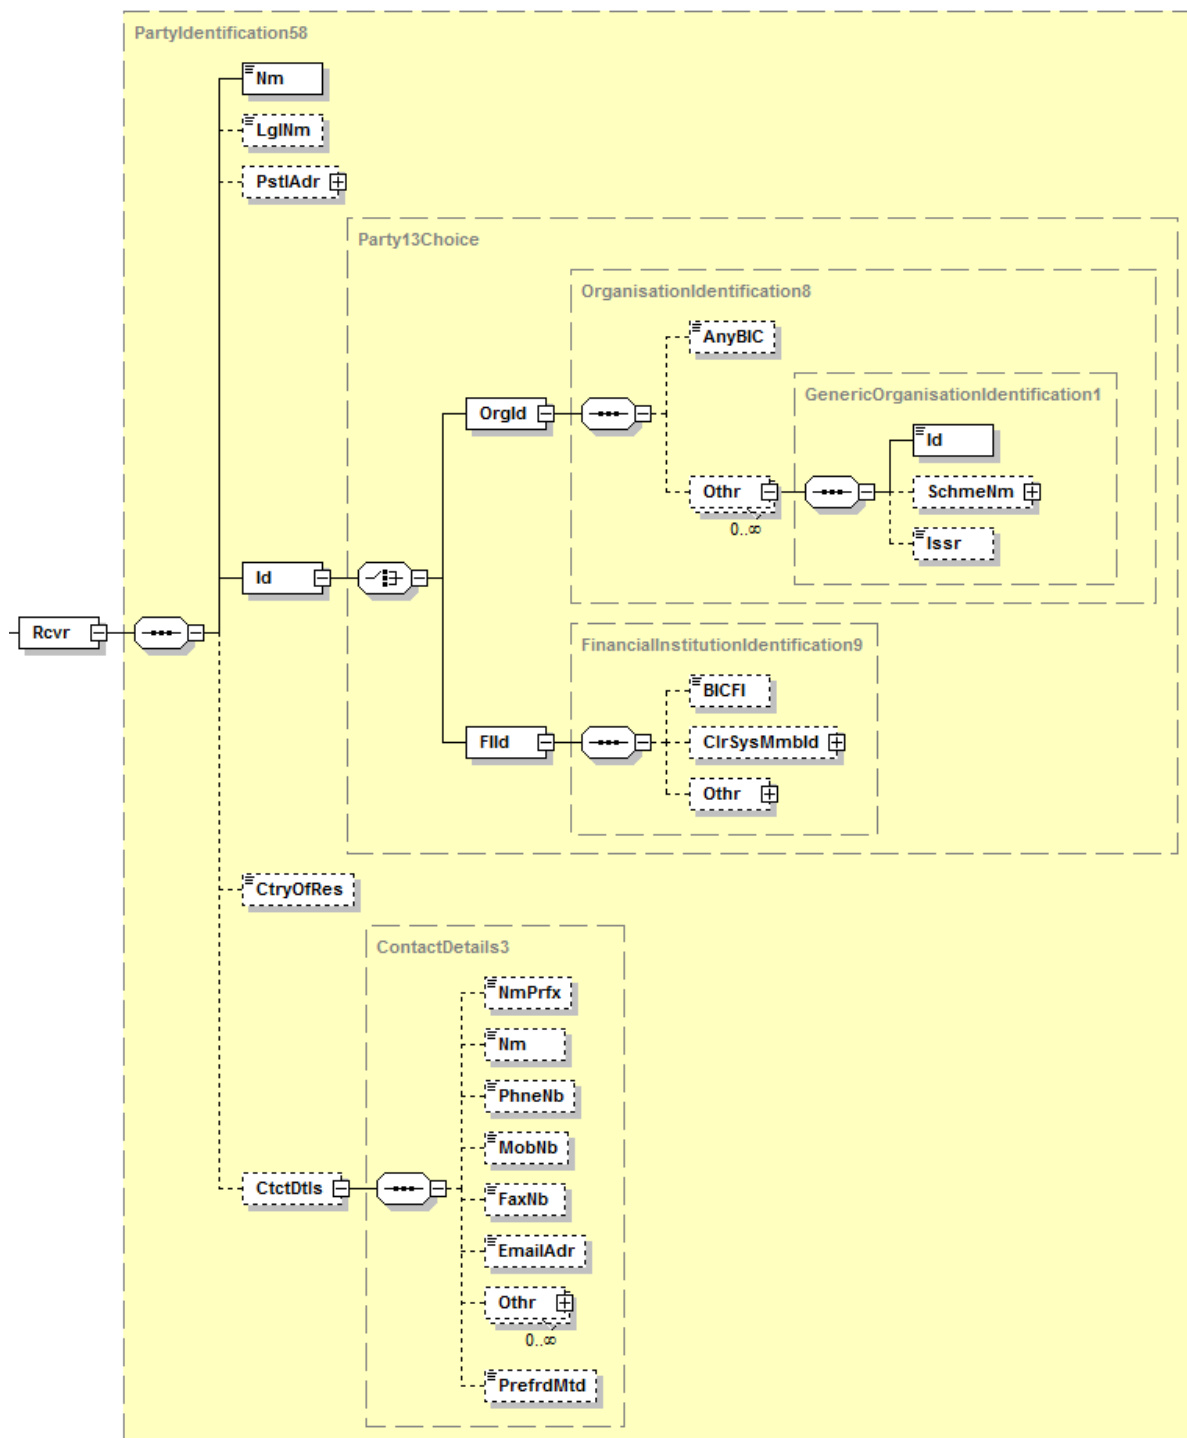 PartyIdentification58
Nm
LglNm
PstlAdr
Party13Choice
OrganisationIdentification8
AnyBIC
GenericOrganisationIdentification1
OrgId
Id
Othr
SchmeNm
0..∞
Issr
Id
Rcvr
FinancialInstitutionIdentification9
BICFI
FIId
ClrSysMmbId
Othr
CtryOfRes
ContactDetails3
NmPrfx
Nm
PhneNb
MobNb
CtctDtls
FaxNb
EmailAdr
Othr
0..∞
PrefrdMtd